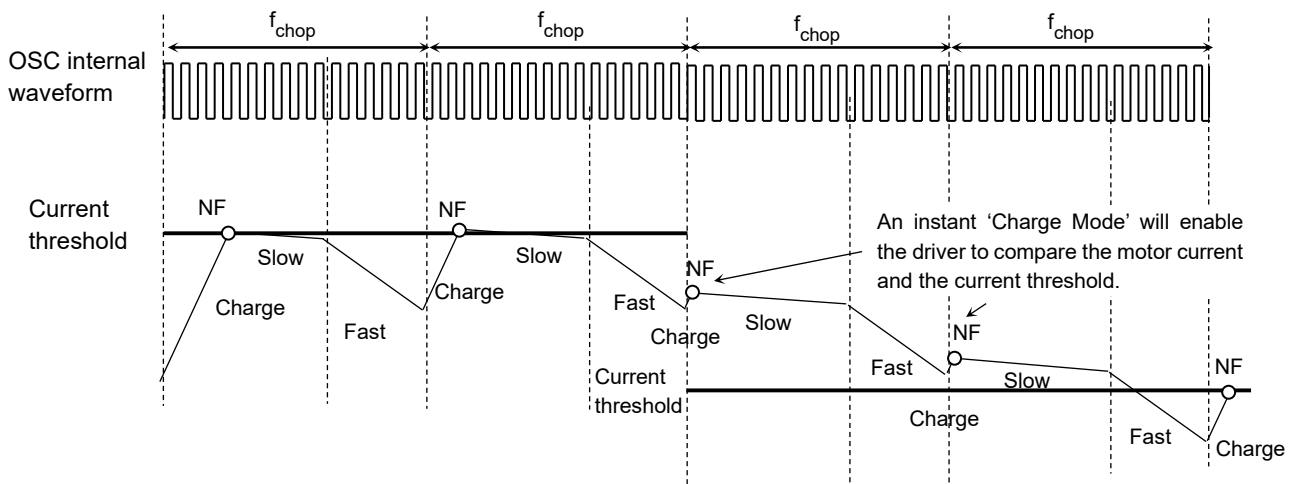 fchop fchop fchop fchop
OSC internal
waveform
Current
threshold
NF
NF
An instant ‘Charge Mode’ will enable
the driver to compare the motor current
and the current threshold.
Slow
Slow
NF
Charge
Fast
Charge
Fast
Charge
Slow
NF
Fast
Current
threshold
Slow
NF
Charge
Fast
Charge